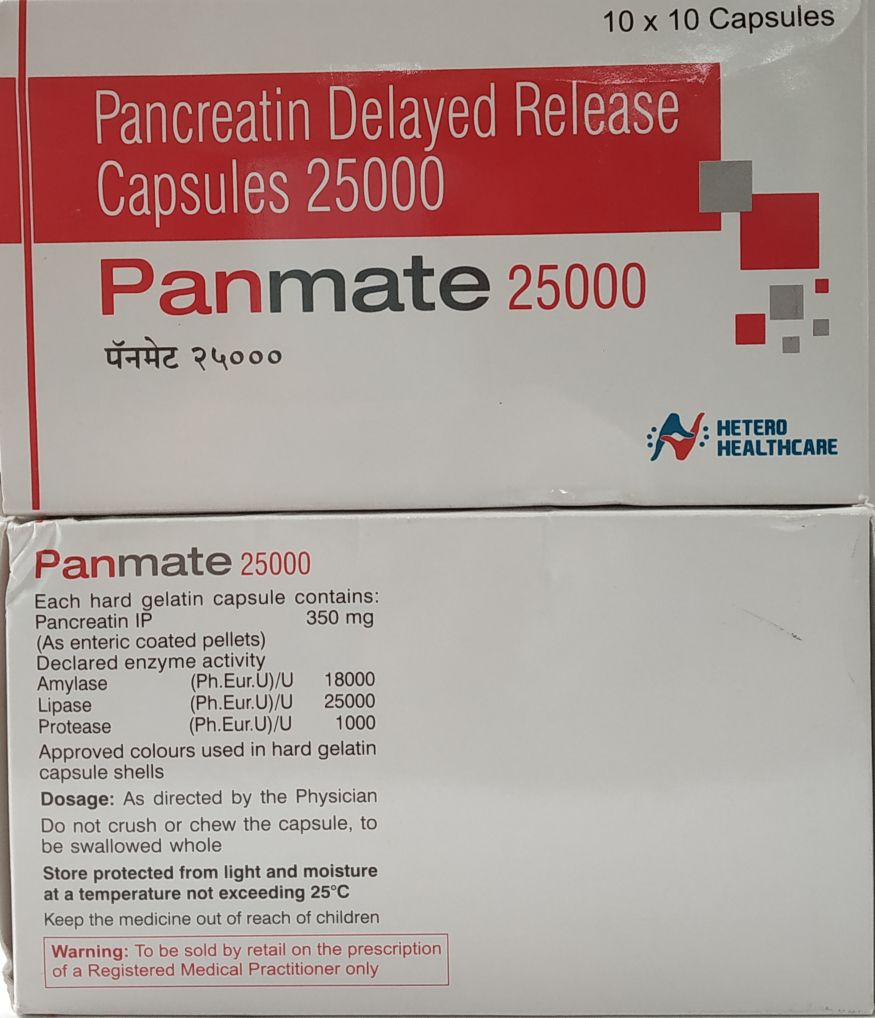 10 x 10 Capsules
Pancreatin Delayed Release
Capsules 25000
Panmate 25000
पॅनमेट २५०००
HETERO
HEALTHCARE
Panmate 25000
Each hard gelatin capsule contains:
Pancreatin IP 350 mg
(As enteric coated pellets)
Declared enzyme activity
Amylase (Ph.Eur.U)/U 18000
Lipase (Ph.Eur.U)/U 25000
Protease (Ph.Eur.U)/U 1000
Approved colours used in hard gelatin
capsule shells
Dosage: As directed by the Physician
Do not crush or chew the capsule, to
be swallowed whole
Store protected from light and moisture
at a temperature not exceeding 25°C
Keep the medicine out of reach of children
Warning: To be sold by retail on the prescription
of a Registered Medical Practitioner only